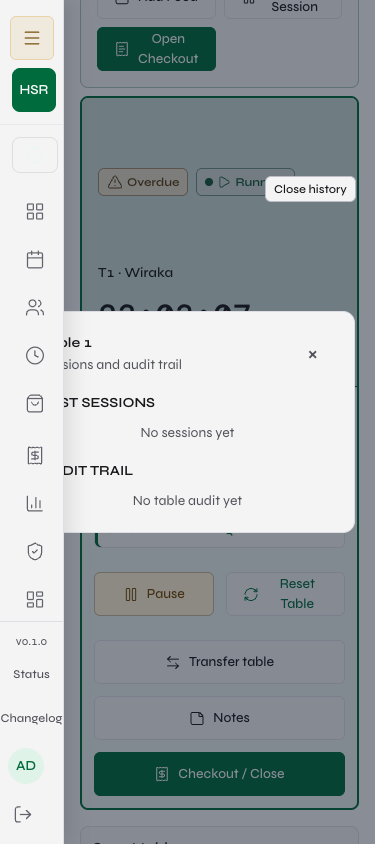 HSR
Session
Open
Checkout
Overdue
Close history
T1 · Wiraka
ble 1
sions and audit trail
ST SESSIONS
No sessions yet
DIT TRAIL
No table audit yet
Pause
Reset
Table
Transfer table
Notes
Checkout / Close
v0.1.0
Status
Changelog
AD